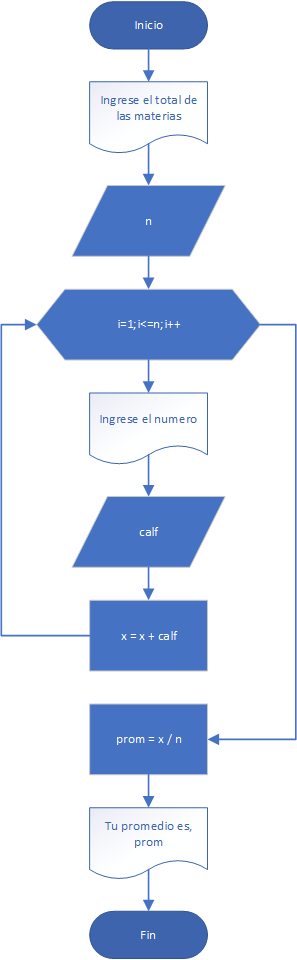 Inicio
Ingrese el total de
las materias
n
i=1;i<=n;i++
Ingrese el numero
calf
x = x + calf
prom = x / n
Tu promedio es,
prom
Fin